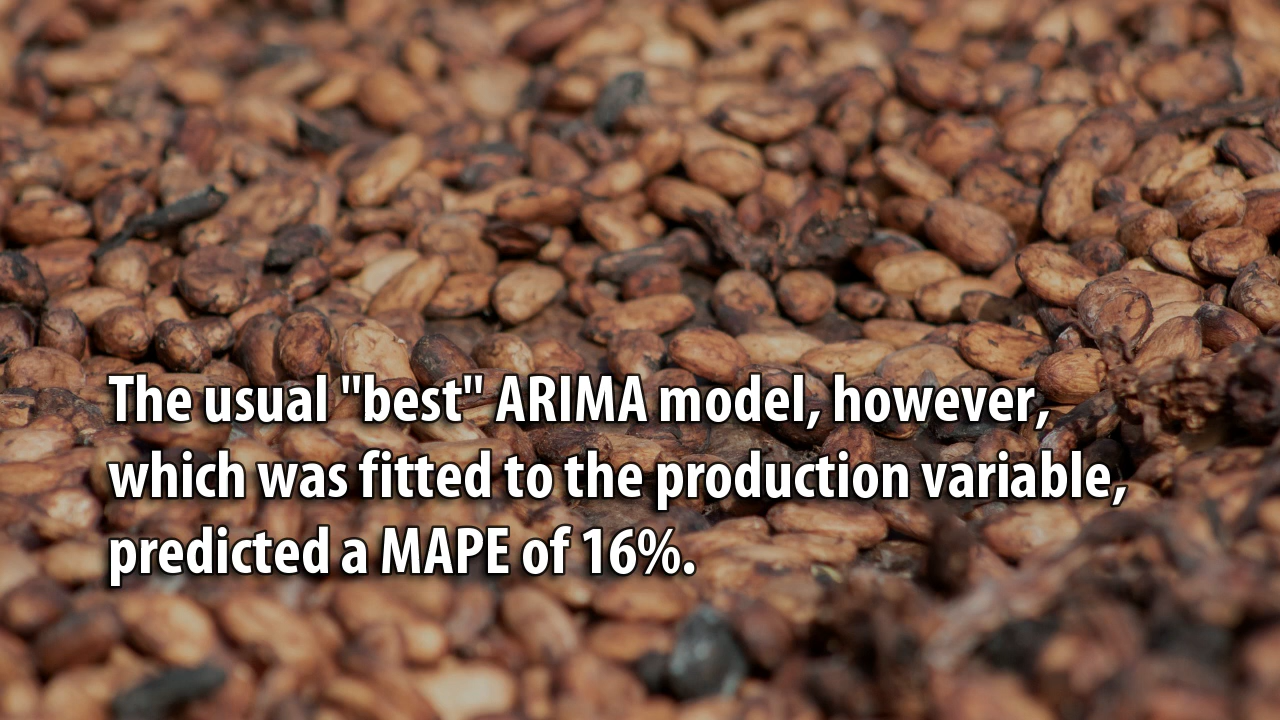 The usual "best" ARIMA model, however,
which was fitted to the production variable,
predicted a MAPE of 16%.